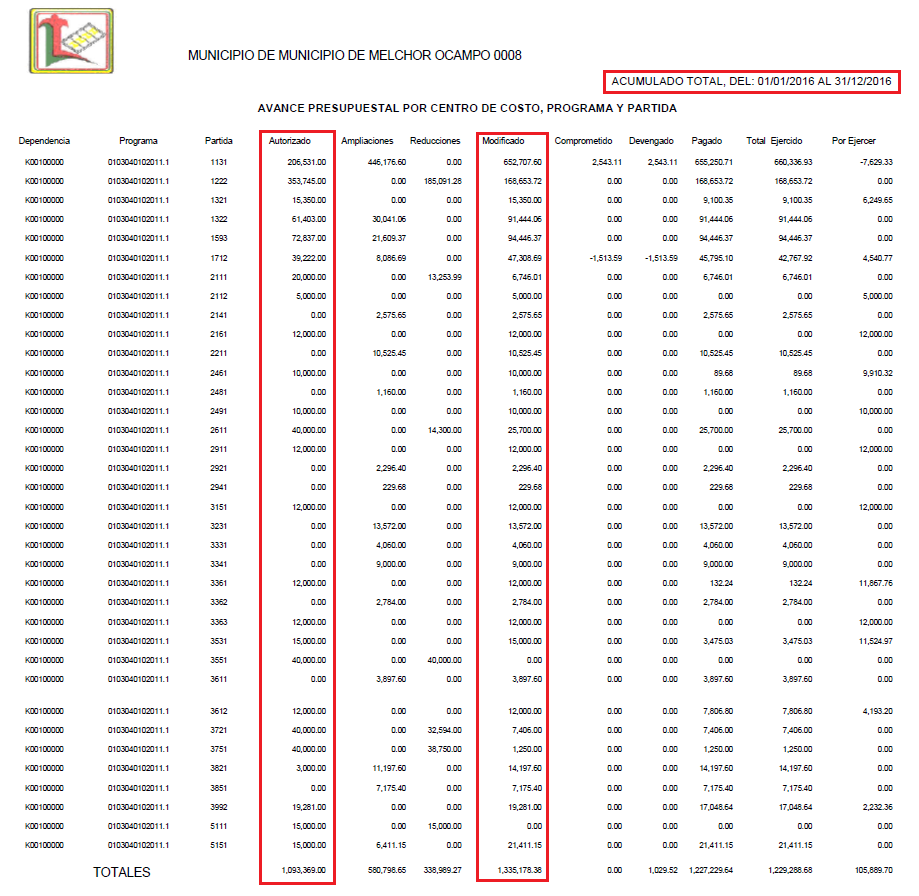 MUNICIPIO DE MUNICIPIO DE MELCHOR OCAMPO 0008
ACUMULADO TOTAL, DEL: 01/01/2016 AL 31/12/2016
AVANCE PRESUPUESTAL POR CENTRO DE COSTO, PROGRAMA Y PARTIDA
Dependencia Programa Partida Autorizado Ampliaciones Reducciones Modificado Comprometido Devengado Pagado Total Ejercido Por Ejercer
K00100000 0103040102011.1 1131 206,531.00 446,176.60 0.00 652,707.60 2,543.11 2,543.11 655,250.71 660,336.93 -7,629.33
K00100000 0103040102011.1 1222 353,745.00 0.00 185,091.28 168,653.72 0.00 0.00 168,653.72 168,653.72 0.00
K00100000 0103040102011.1 1321 15,350.00 0.00 0.00 15,350.00 0.00 0.00 9,100.35 9,100.35 6,249.65
K00100000 0103040102011.1 1322 61,403.00 30,041.06 0.00 91,444.06 0.00 0.00 91,444.06 91,444.06 0.00
K00100000 0103040102011.1 1593 72,837.00 21,609.37 0.00 94,446.37 0.00 0.00 94,446.37 94,446.37 0.00
K00100000 0103040102011.1 1712 39,222.00 8,086.69 0.00 47,308.69 -1,513.59 -1,513.59 45,795.10 42,767.92 4,540.77
K00100000 0103040102011.1 2111 20,000.00 0.00 13,253.99 6,746.01 0.00 0.00 6,746.01 6,746.01 0.00
K00100000 0103040102011.1 2112 5,000.00 0.00 0.00 5,000.00 0.00 0.00 0.00 0.00 5,000.00
K00100000 0103040102011.1 2141 0.00 2,575.65 0.00 2,575.65 0.00 0.00 2,575.65 2,575.65 0.00
K00100000 0103040102011.1 2161 12,000.00 0.00 0.00 12,000.00 0.00 0.00 0.00 0.00 12,000.00
K00100000 0103040102011.1 2211 0.00 10,525.45 0.00 10,525.45 0.00 0.00 10,525.45 10,525.45 0.00
K00100000 0103040102011.1 2461 10,000.00 0.00 0.00 10,000.00 0.00 0.00 89.68 89.68 9,910.32
K00100000 0103040102011.1 2481 0.00 1,160.00 0.00 1,160.00 0.00 0.00 1,160.00 1,160.00 0.00
K00100000 0103040102011.1 2491 10,000.00 0.00 0.00 10,000.00 0.00 0.00 0.00 0.00 10,000.00
K00100000 0103040102011.1 2611 40,000.00 0.00 14,300.00 25,700.00 0.00 0.00 25,700.00 25,700.00 0.00
K00100000 0103040102011.1 2911 12,000.00 0.00 0.00 12,000.00 0.00 0.00 0.00 0.00 12,000.00
K00100000 0103040102011.1 2921 0.00 2,296.40 0.00 2,296.40 0.00 0.00 2,296.40 2,296.40 0.00
K00100000 0103040102011.1 2941 0.00 229.68 0.00 229.68 0.00 0.00 229.68 229.68 0.00
K00100000 0103040102011.1 3151 12,000.00 0.00 0.00 12,000.00 0.00 0.00 0.00 0.00 12,000.00
K00100000 0103040102011.1 3231 0.00 13,572.00 0.00 13,572.00 0.00 0.00 13,572.00 13,572.00 0.00
K00100000 0103040102011.1 3331 0.00 4,060.00 0.00 4,060.00 0.00 0.00 4,060.00 4,060.00 0.00
K00100000 0103040102011.1 3341 0.00 9,000.00 0.00 9,000.00 0.00 0.00 9,000.00 9,000.00 0.00
K00100000 0103040102011.1 3361 12,000.00 0.00 0.00 12,000.00 0.00 0.00 132.24 132.24 11,867.76
K00100000 0103040102011.1 3362 0.00 2,784.00 0.00 2,784.00 0.00 0.00 2,784.00 2,784.00 0.00
K00100000 0103040102011.1 3363 12,000.00 0.00 0.00 12,000.00 0.00 0.00 0.00 0.00 12,000.00
K00100000 0103040102011.1 3531 15,000.00 0.00 0.00 15,000.00 0.00 0.00 3,475.03 3,475.03 11,524.97
K00100000 0103040102011.1 3551 40,000.00 0.00 40,000.00 0.00 0.00 0.00 0.00 0.00 0.00
K00100000 0103040102011.1 3611 0.00 3,897.60 0.00 3,897.60 0.00 0.00 3,897.60 3,897.60 0.00
K00100000 0103040102011.1 3612 12,000.00 0.00 0.00 12,000.00 0.00 0.00 7,806.80 7,806.80 4,193.20
K00100000 0103040102011.1 3721 40,000.00 0.00 32,594.00 7,406.00 0.00 0.00 7,406.00 7,406.00 0.00
K00100000 0103040102011.1 3751 40,000.00 0.00 38,750.00 1,250.00 0.00 0.00 1,250.00 1,250.00 0.00
K00100000 0103040102011.1 3821 3,000.00 11,197.60 0.00 14,197.60 0.00 0.00 14,197.60 14,197.60 0.00
K00100000 0103040102011.1 3851 0.00 7,175.40 0.00 7,175.40 0.00 0.00 7,175.40 7,175.40 0.00
K00100000 0103040102011.1 3992 19,281.00 0.00 0.00 19,281.00 0.00 0.00 17,048.64 17,048.64 2,232.36
K00100000 0103040102011.1 5111 15,000.00 0.00 15,000.00 0.00 0.00 0.00 0.00 0.00 0.00
K00100000 0103040102011.1 5151 15,000.00 6,411.15 0.00 21,411.15 0.00 0.00 21,411.15 21,411.15 0.00
TOTALES 1,093,369.00 580,798.65 338,989.27 1,335,178.38 0.00 1,029.52 1,227,229.64 1,229,288.68 105,889.70